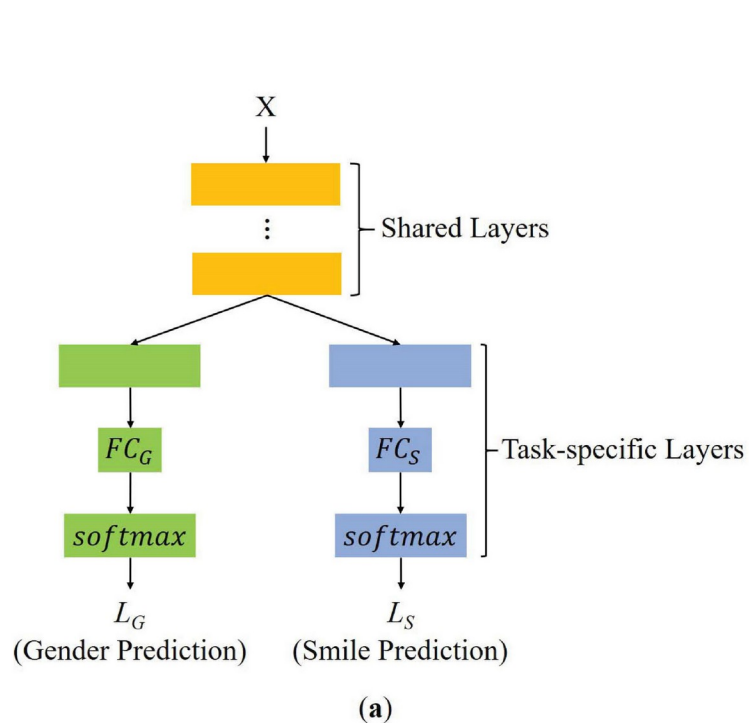 X
⋮
Shared Layers
FC_G
FC_S
Task-specific Layers
softmax
softmax
L_G
(Gender Prediction)
L_S
(Smile Prediction)
(a)